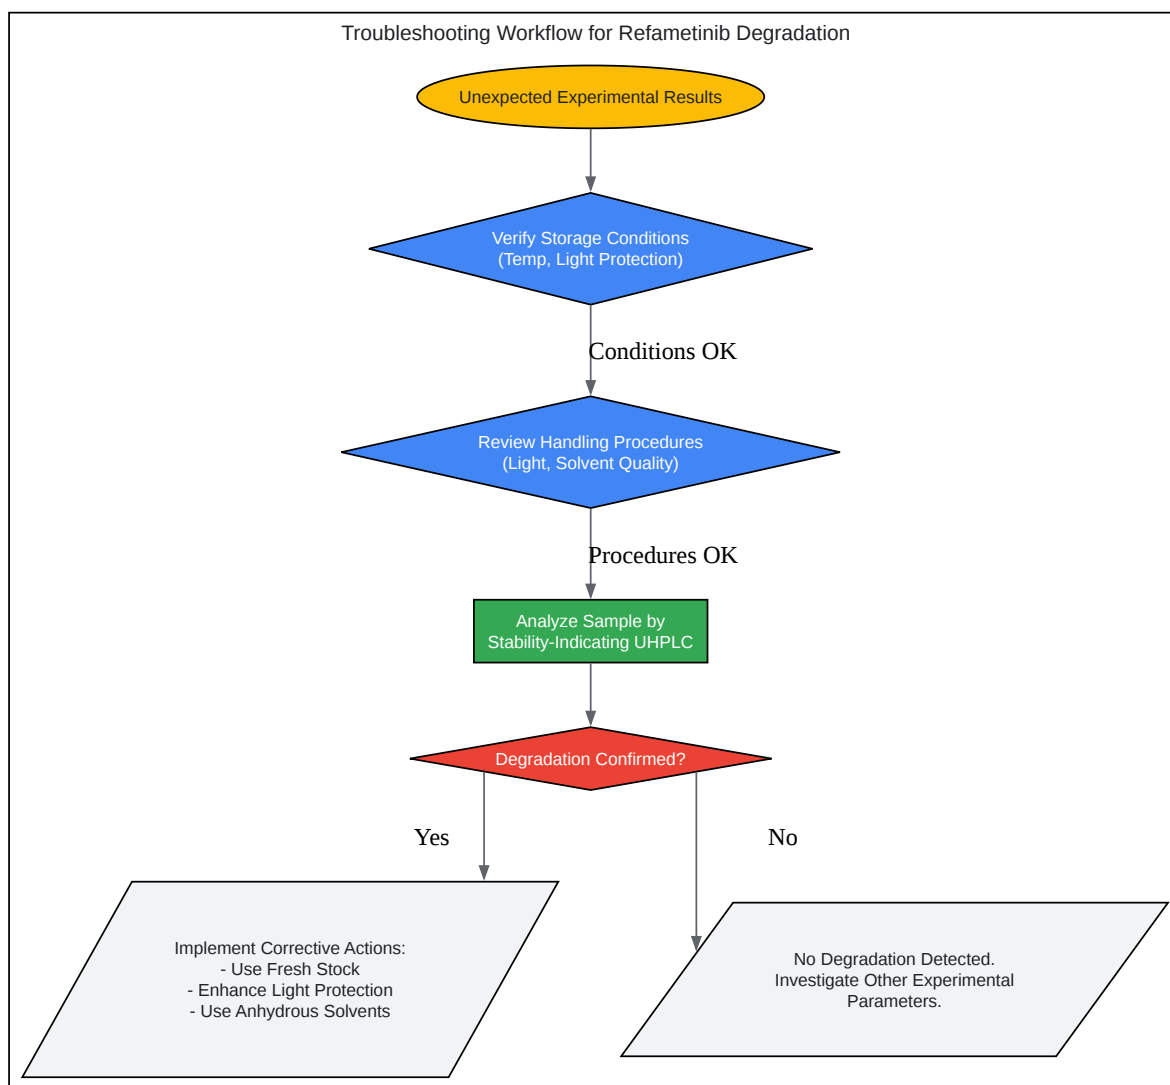 Troubleshooting Workflow for Refametinib Degradation
Unexpected Experimental Results
Verify Storage Conditions
(Temp, Light Protection)
Conditions OK
Review Handling Procedures
(Light, Solvent Quality)
Procedures OK
Analyze Sample by
Stability-Indicating UHPLC
Degradation Confirmed?
Yes
No
Implement Corrective Actions:
- Use Fresh Stock
- Enhance Light Protection
- Use Anhydrous Solvents
No Degradation Detected.
Investigate Other Experimental
Parameters.